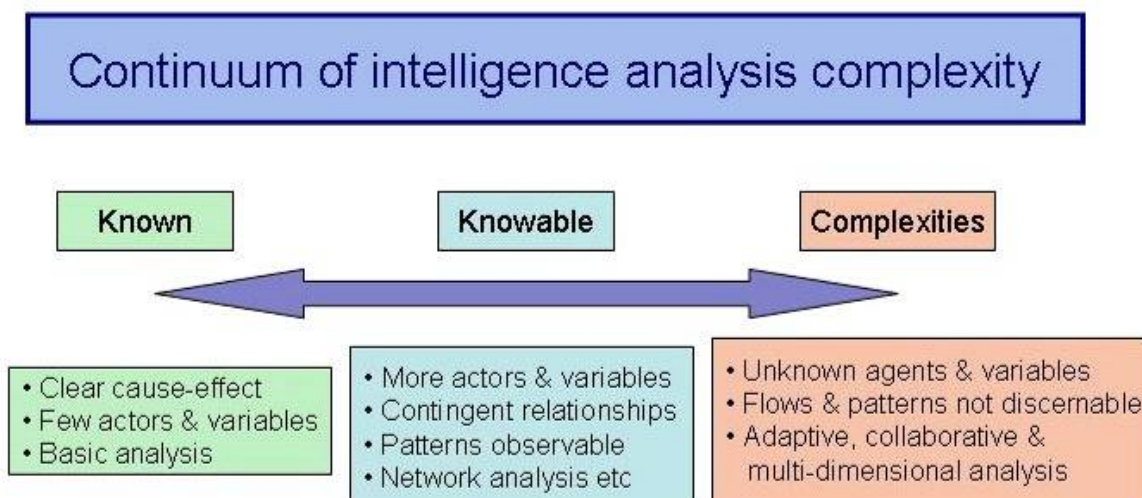 Continuum of intelligence analysis complexity
Known
Knowable
Complexities
• Clear cause-effect
• Few actors & variables
• Basic analysis
• More actors & variables
• Contingent relationships
• Patterns observable
• Network analysis etc
• Unknown agents & variables
• Flows & patterns not discernable
• Adaptive, collaborative &
multi-dimensional analysis